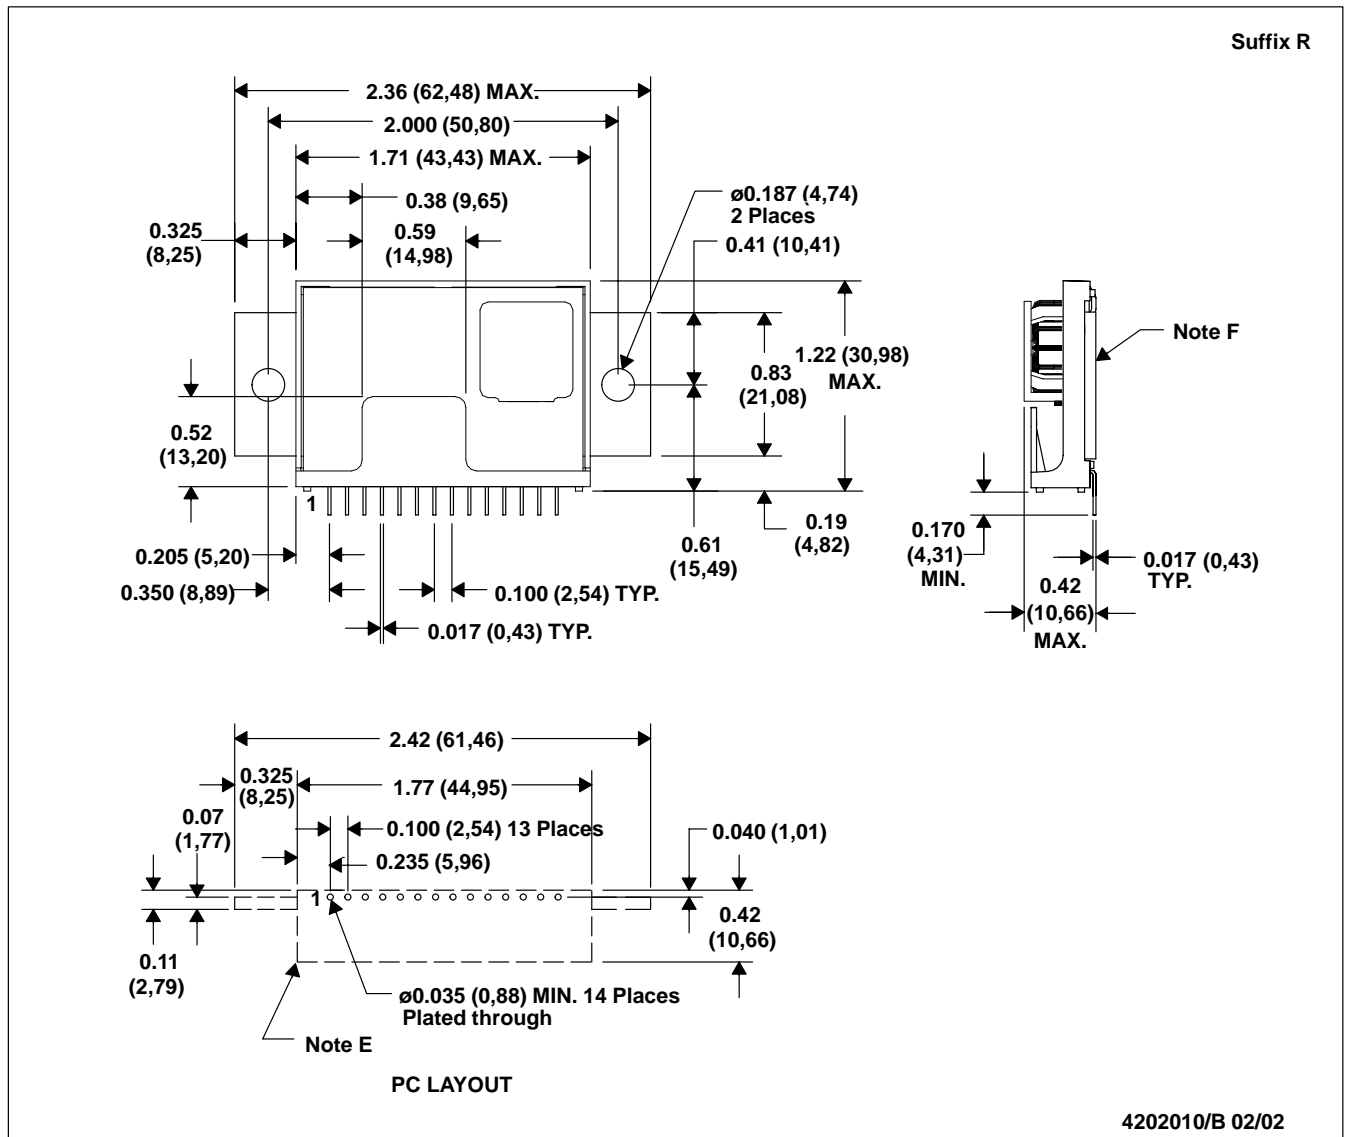 Suffix R
2.36 (62,48) MAX.
2.000 (50,80)
1.71 (43,43) MAX.
0.38 (9,65)
ø0.187 (4,74)
2 Places
0.325
(8,25)
0.59
(14,98)
0.41 (10,41)
Note F
1.22 (30,98)
MAX.
0.83
(21,08)
0.52
(13,20)
1
0.19
(4,82)
0.61
(15,49)
0.205 (5,20)
0.350 (8,89)
0.100 (2,54) TYP.
0.017 (0,43) TYP.
0.170
(4,31)
MIN.
0.017 (0,43)
TYP.
0.42
(10,66)
MAX.
2.42 (61,46)
0.325
(8,25)
1.77 (44,95)
0.07
(1,77)
0.100 (2,54) 13 Places
0.040 (1,01)
0.235 (5,96)
1
0.42
(10,66)
0.11
(2,79)
ø0.035 (0,88) MIN. 14 Places
Plated through
Note E
PC LAYOUT
4202010/B 02/02